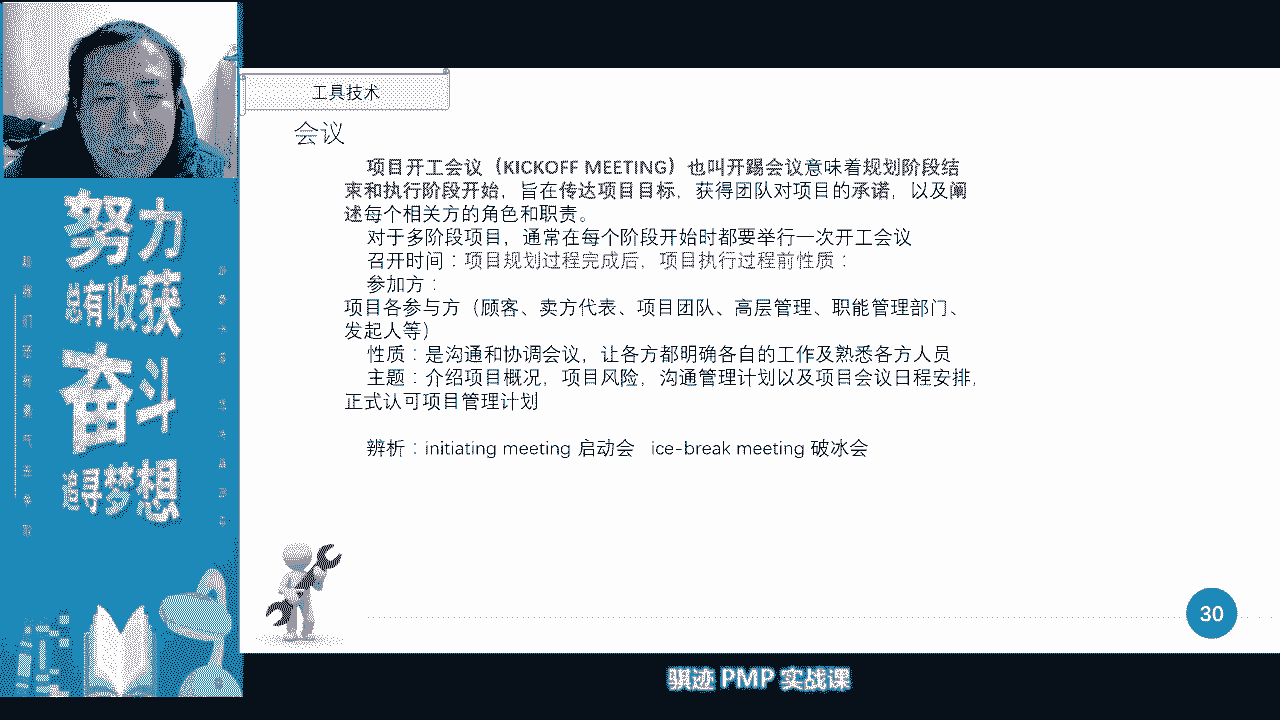 工具技术
会议
项目开工会议（KICKOFF MEETING）也叫开踢会议意味着规划阶段结
束和执行阶段开始，旨在传达项目目标，获得团队对项目的承诺，以及阐
述每个相关方的角色和职责。
对于多阶段项目，通常在每个阶段开始时都要举行一次开工会议
召开时间：项目规划过程完成后，项目执行过程前性质：
参加方：
项目各参与方（顾客、卖方代表、项目团队、高层管理、职能管理部门、
发起人等）
性质：是沟通和协调会议，让各方都明确各自的工作及熟悉各方人员
主题：介绍项目概况，项目风险，沟通管理计划以及项目会议日程安排，
正式认可项目管理计划
辨析：initiating meeting 启动会 ice-break meeting 破冰会
30
努力
总有收获
奋斗
追寻梦想
骐迹 PMP 实战课